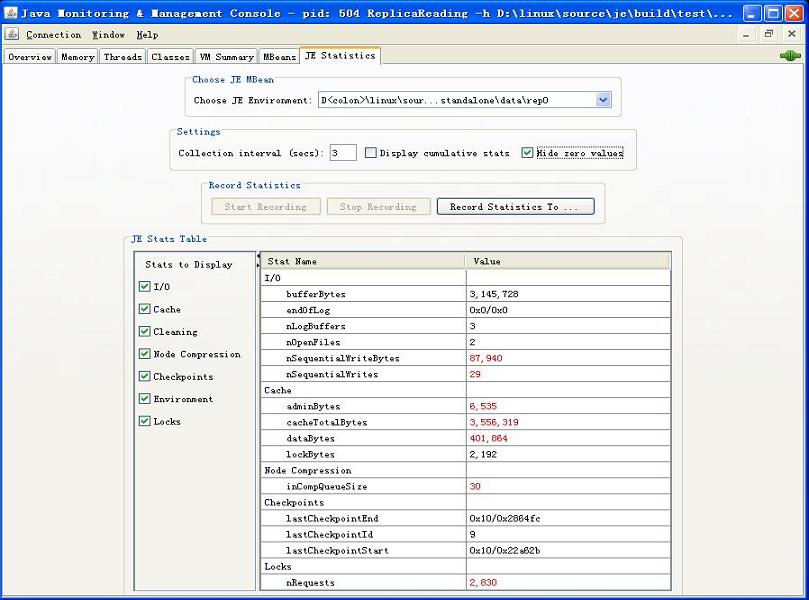 Java Monitoring & Management Console - pid: 504 ReplicaReading -h D:\linux\source\je\build\test\...
Connection Window Help
Overview Memory Threads Classes VM Summary MBeans JE Statistics
Choose JE MBean
Choose JE Environment: D<colon>\linux\sour...standalone\data\rep0
Settings
Collection interval (secs): 3 Display cumulative stats Hide zero values
Record Statistics
Start Recording Stop Recording Record Statistics To ...
JE Stats Table
Stats to Display
I/O
Cache
Cleaning
Node Compression
Checkpoints
Environment
Locks
Stat Name Value
I/O
bufferBytes 3,145,728
endOfLog 0x0/0x0
nLogBuffers 3
nOpenFiles 2
nSequentialWriteBytes 87,940
nSequentialWrites 29
Cache
adminBytes 6,535
cacheTotalBytes 3,556,319
dataBytes 401,864
lockBytes 2,192
Node Compression
inCompQueueSize 30
Checkpoints
lastCheckpointEnd 0x10/0x2864fc
lastCheckpointId 9
lastCheckpointStart 0x10/0x22a62b
Locks
nRequests 2,830